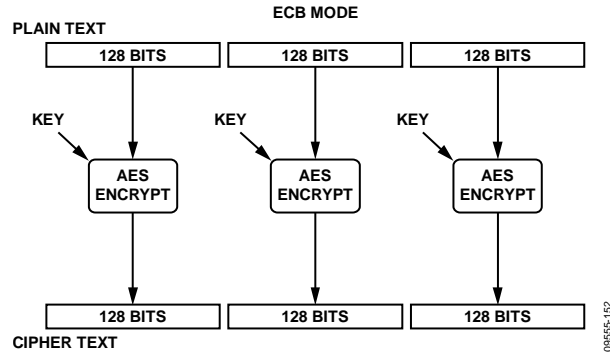 ECB MODE
PLAIN TEXT
128 BITS 128 BITS 128 BITS
KEY KEY KEY
AES AES AES
ENCRYPT ENCRYPT ENCRYPT
128 BITS 128 BITS 128 BITS
CIPHER TEXT
09555-152